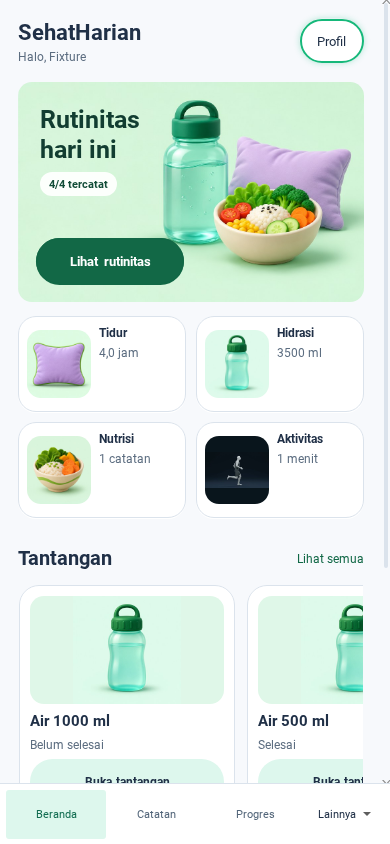 SehatHarian
Halo, Fixture
Profil
Rutinitas
hari ini
4/4 tercatat
Lihat rutinitas
Tidur
4,0 jam
Hidrasi
3500 ml
Nutrisi
1 catatan
Aktivitas
1 menit
Tantangan
Lihat semua
Air 1000 ml
Belum selesai
Buka tantangan
Air 500 ml
Selesai
Buka tant
Beranda
Catatan
Progres
Lainnya